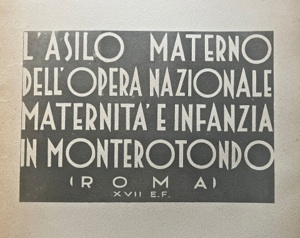 L'ASILO MATERNO
DELL'OPERA NAZIONALE
MATERNITA' E INFANZIA
IN MONTEROTONDO
(ROMA)
XVII E.F.